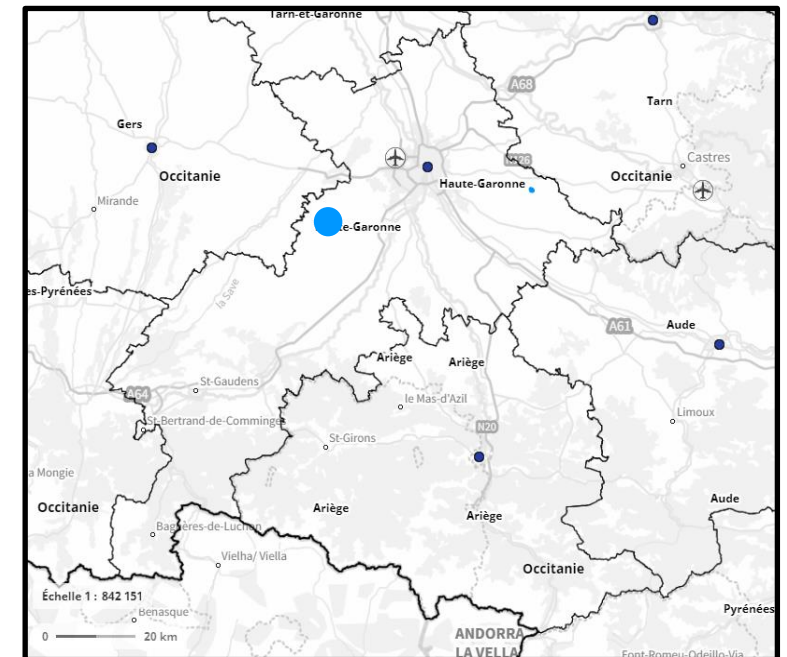 Tarn-et-Garonne
A68
Tarn
Gers
N126
Castres
Occitanie
Haute-Garonne
Occitanie
Mirande
te-Garonne
es-Pyrénées
la Save
A61
Aude
Ariège
Ariège
A64
St-Gaudens
le Mas-d'Azil
St-Bertrand-de-Comminges
Limoux
N20
St-Girons
a Mongie
Occitanie
Ariège
Ariège
Aude
Bagnères-de-Luchon
Vielha/ Viella
Occitanie
Échelle 1 : 842 151
Benasque
Pyrénées
0 20 km
ANDORRA
LA VELLA
Font-Romeu-Odeillo-Via